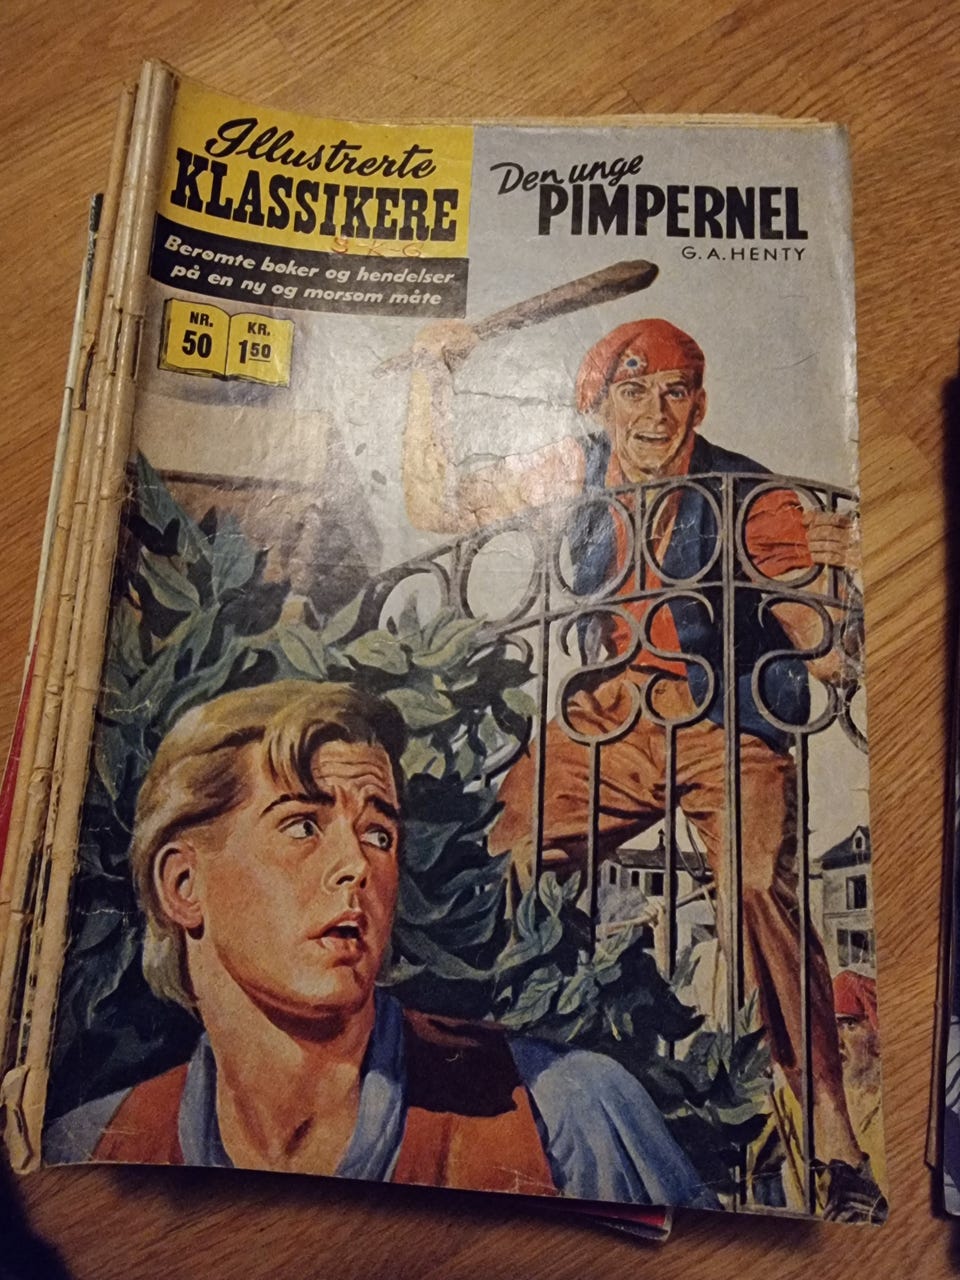 Illustrerte
KLASSIKERE
Berømte bøker og hendelser
på en ny og morsom måte
NR.
50
KR.
1 50
Den unge
PIMPERNEL
G. A. HENTY